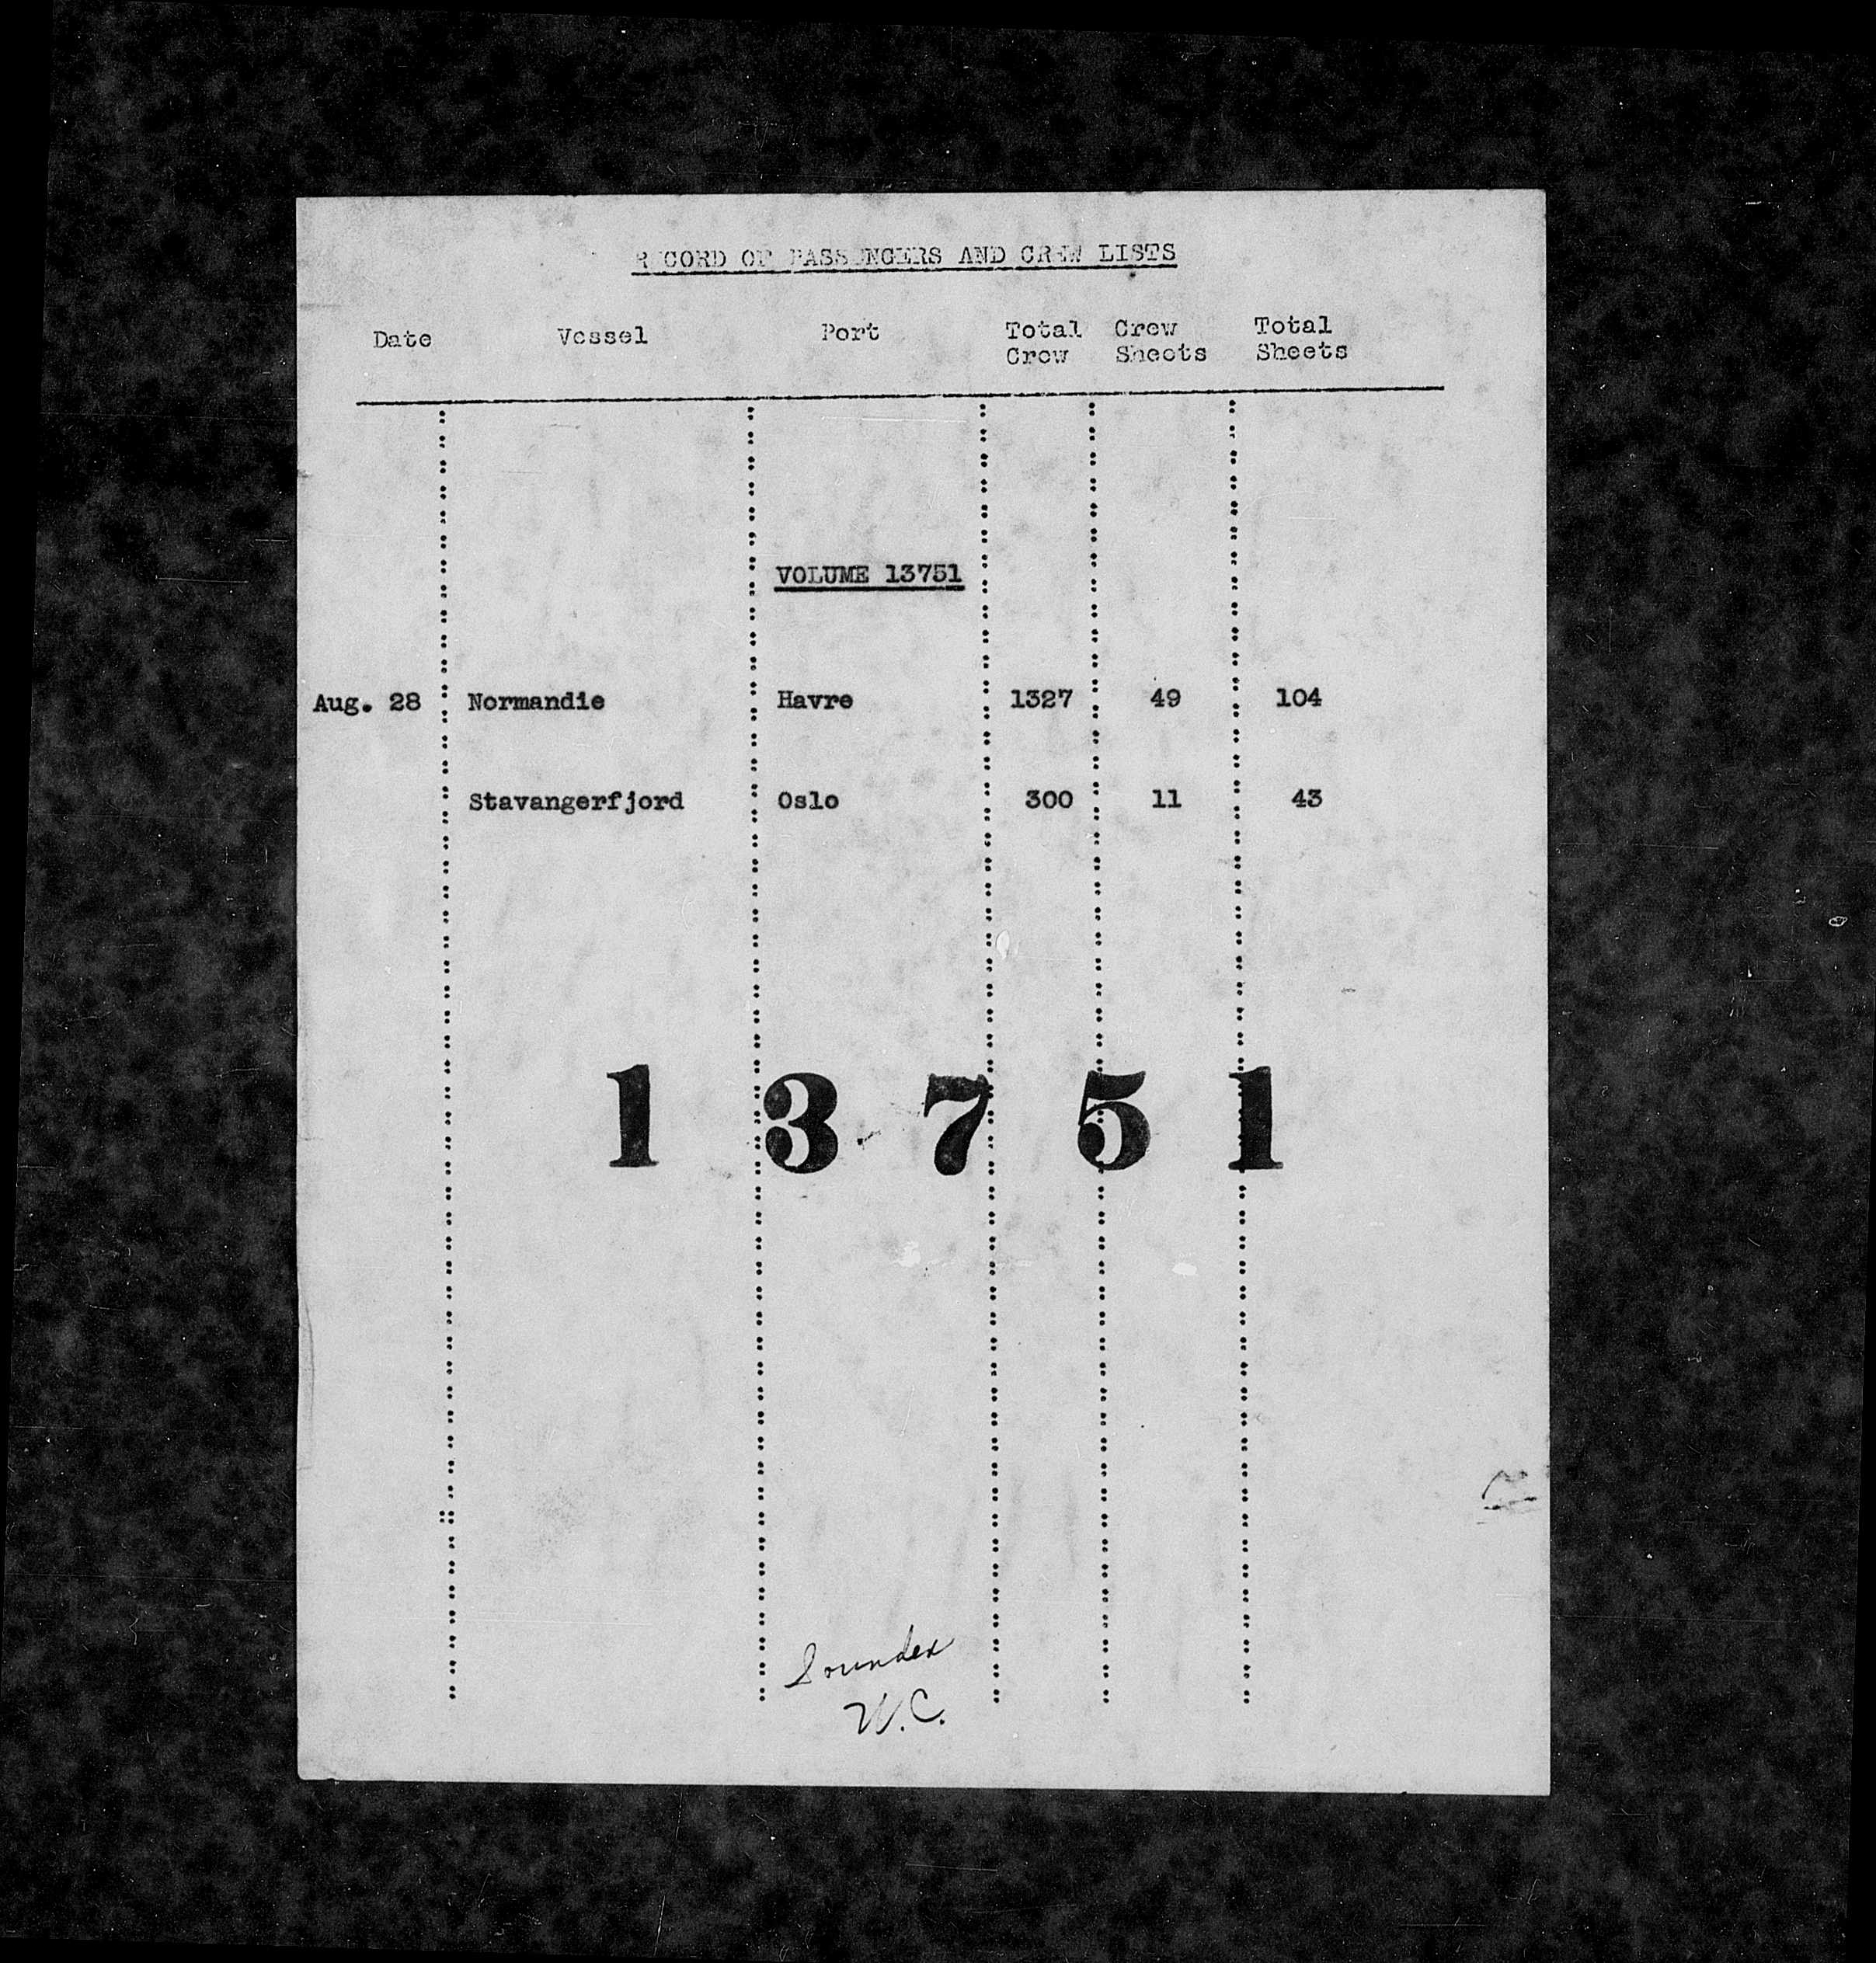 RECORD OF PASSENGERS AND CREW LISTS
Date Vessel Port Total Crew Crew Sheets Total Sheets
VOLUME 13751
Aug. 28 Normandie Havre 1327 49 104
Stavangerfjord Oslo 300 11 43
1 3 7 5 1
Soundex
W.C.